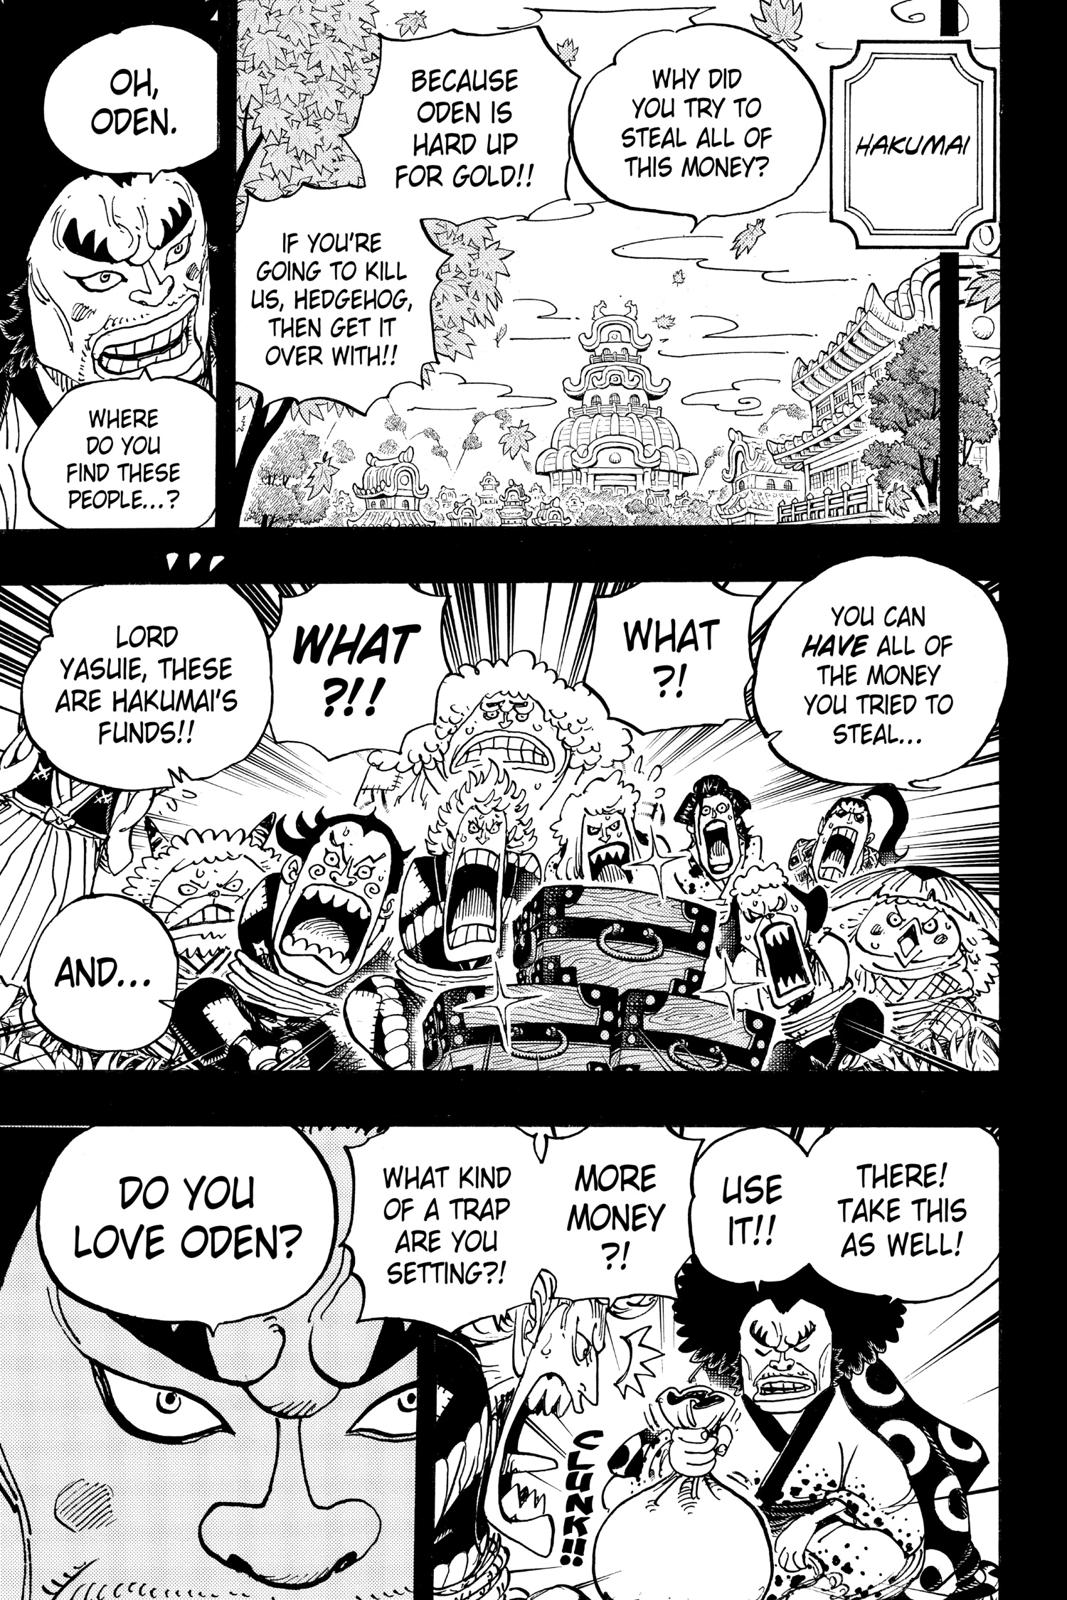 HAKUMAI
WHY DID
YOU TRY TO
STEAL ALL OF
THIS MONEY?
BECAUSE
ODEN IS
HARD UP
FOR GOLD!!
IF YOU'RE
GOING TO KILL
US, HEDGEHOG,
THEN GET IT
OVER WITH!!
OH,
ODEN.
WHERE
DO YOU
FIND THESE
PEOPLE...?
YOU CAN
HAVE ALL OF
THE MONEY
YOU TRIED TO
STEAL...
WHAT
?!
WHAT
?!!
LORD
YASUIE, THESE
ARE HAKUMAI'S
FUNDS!!
AND...
THERE!
TAKE THIS
AS WELL!
USE
IT!!
CLUNK!!
MORE
MONEY
?!
WHAT KIND
OF A TRAP
ARE YOU
SETTING?!
DO YOU
LOVE ODEN?